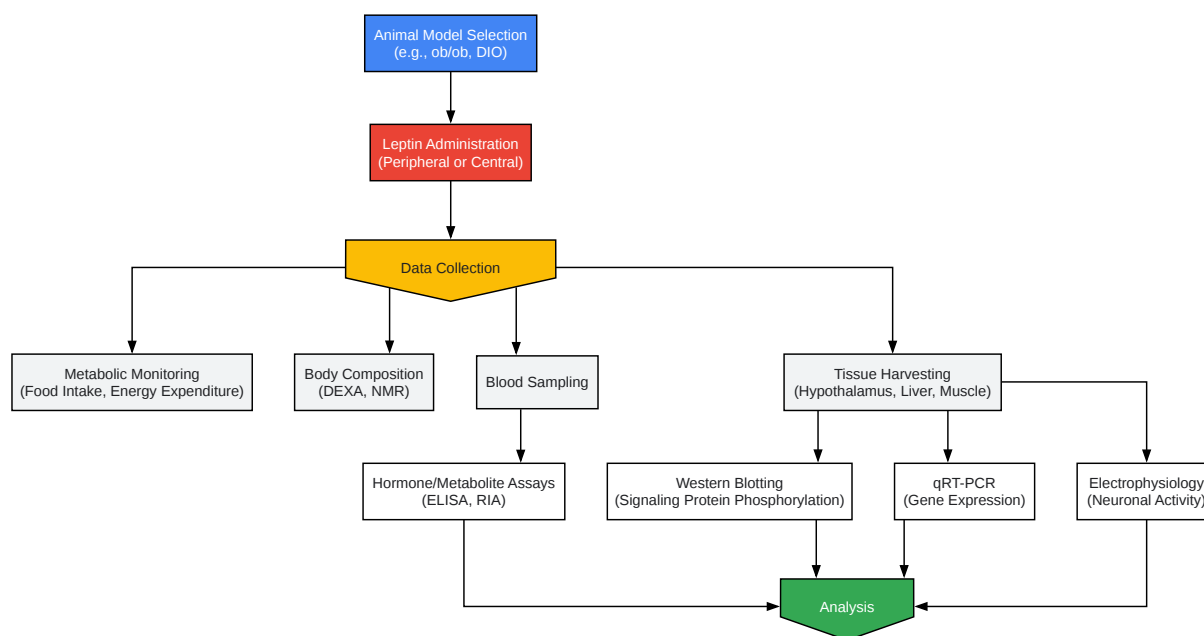 Animal Model Selection
(e.g., ob/ob, DIO)
Leptin Administration
(Peripheral or Central)
Data Collection
Metabolic Monitoring
(Food Intake, Energy Expenditure)
Body Composition
(DEXA, NMR)
Blood Sampling
Tissue Harvesting
(Hypothalamus, Liver, Muscle)
Hormone/Metabolite Assays
(ELISA, RIA)
Western Blotting
(Signaling Protein Phosphorylation)
qRT-PCR
(Gene Expression)
Electrophysiology
(Neuronal Activity)
Analysis